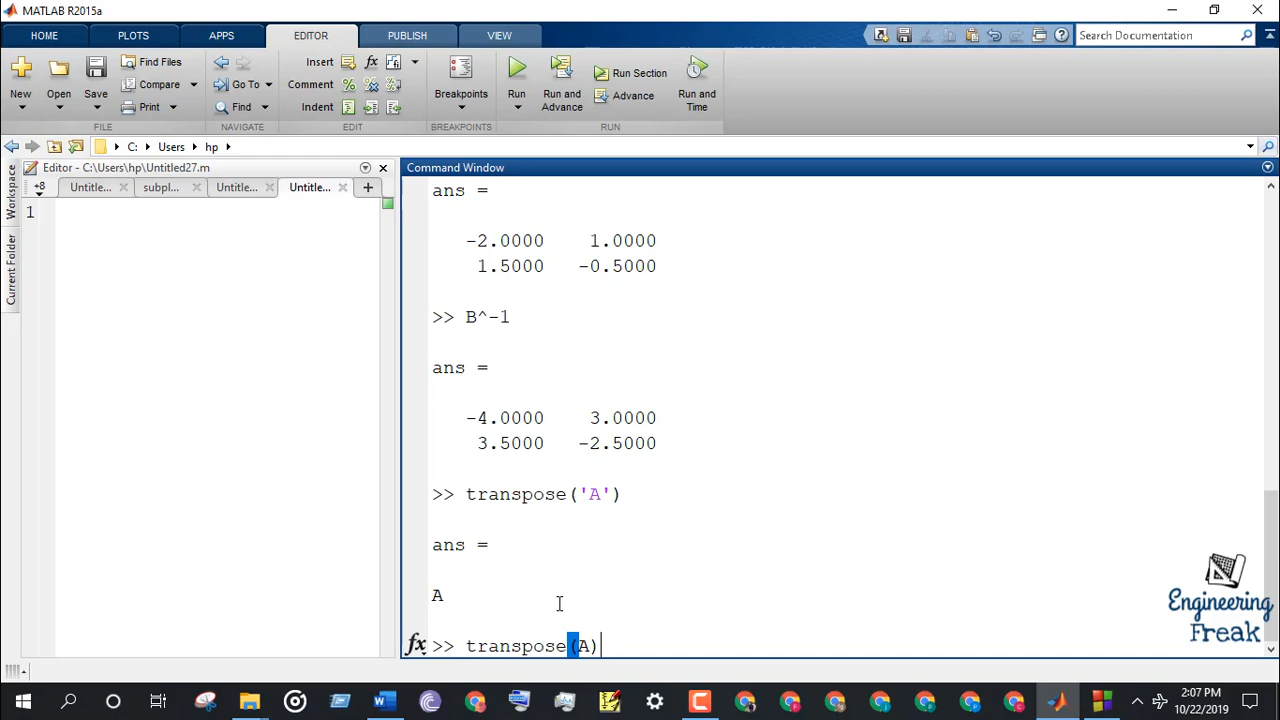 MATLAB R2015a
HOME PLOTS APPS EDITOR PUBLISH VIEW
Search Documentation
New Open Save Find Files Compare Print
Go To Find
Insert Comment Indent
Breakpoints
Run Run and Advance Run Section Advance Run and Time
FILE NAVIGATE EDIT BREAKPOINTS RUN
C: Users hp
Editor - C:\Users\hp\Untitled27.m
+8 Untitle... subpl... Untitle... Untitle... +
1
Workspace
Current Folder
Command Window
ans =
-2.0000 1.0000
1.5000 -0.5000
>> B^-1
ans =
-4.0000 3.0000
3.5000 -2.5000
>> transpose('A')
ans =
A
fx >> transpose(A)
Engineering
Freak
2:07 PM
10/22/2019